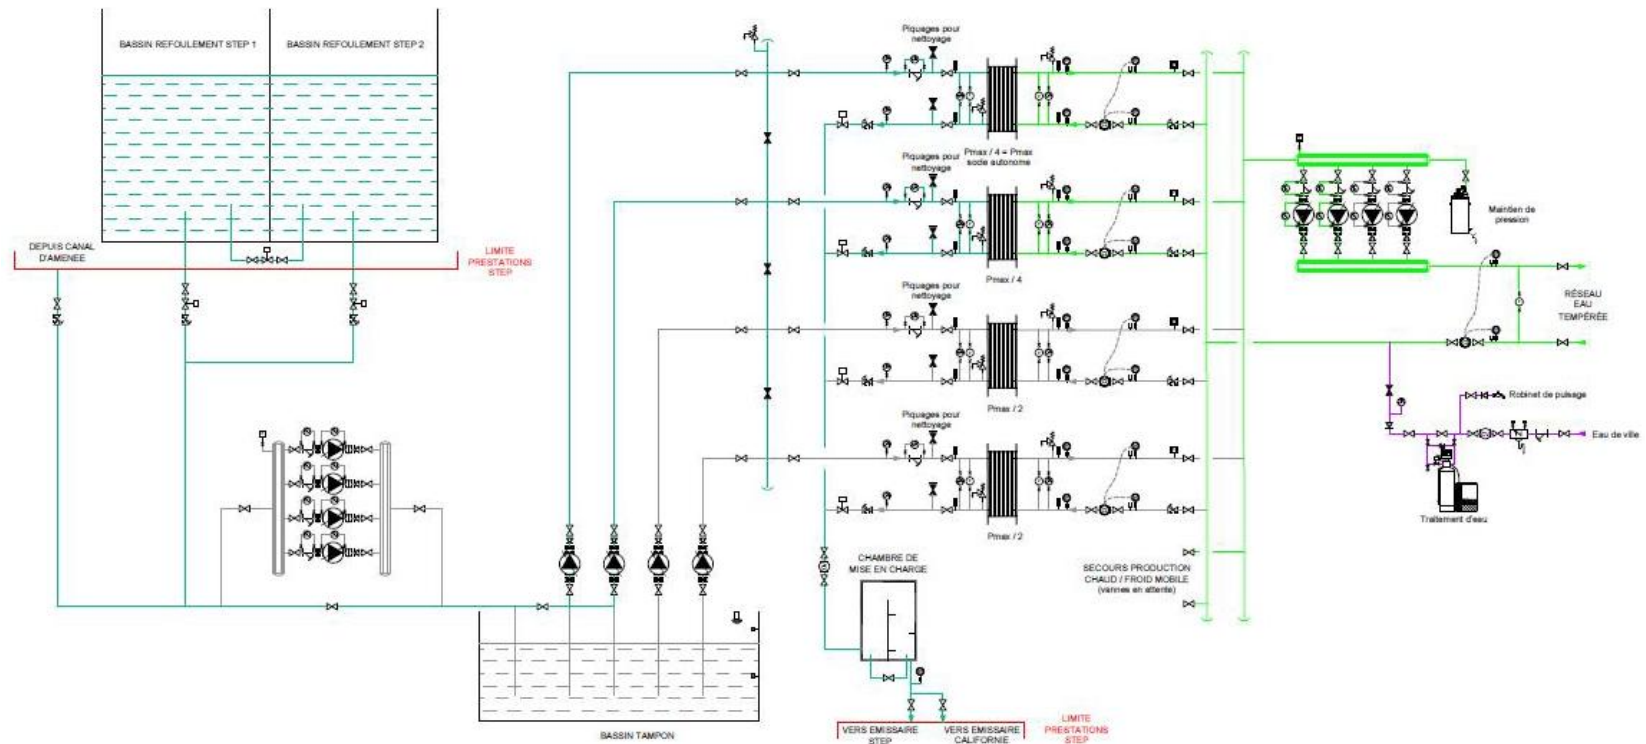 BASSIN REFOULEMENT STEP 1
BASSIN REFOULEMENT STEP 2
DEPUIS CANAL
D'AMENEE
LIMITE
PRESTATIONS
STEP
BASSIN TAMPON
Piquages pour
nettoyage
Pmax / 4 = Pmax
socle autonome
Piquages pour
nettoyage
Pmax / 4
Piquages pour
nettoyage
Pmax / 2
Piquages pour
nettoyage
Pmax / 2
CHAMBRE DE
MISE EN CHARGE
VERS EMISSAIRE
STEP
VERS EMISSAIRE
CALIFORNIE
LIMITE
PRESTATIONS
STEP
SECOURS PRODUCTION
CHAUD / FROID MOBILE
(vannes en attente)
Maintien de
pression
RÉSEAU
EAU
TEMPÉRÉE
Robinet de puisage
Eau de ville
Traitement d'eau